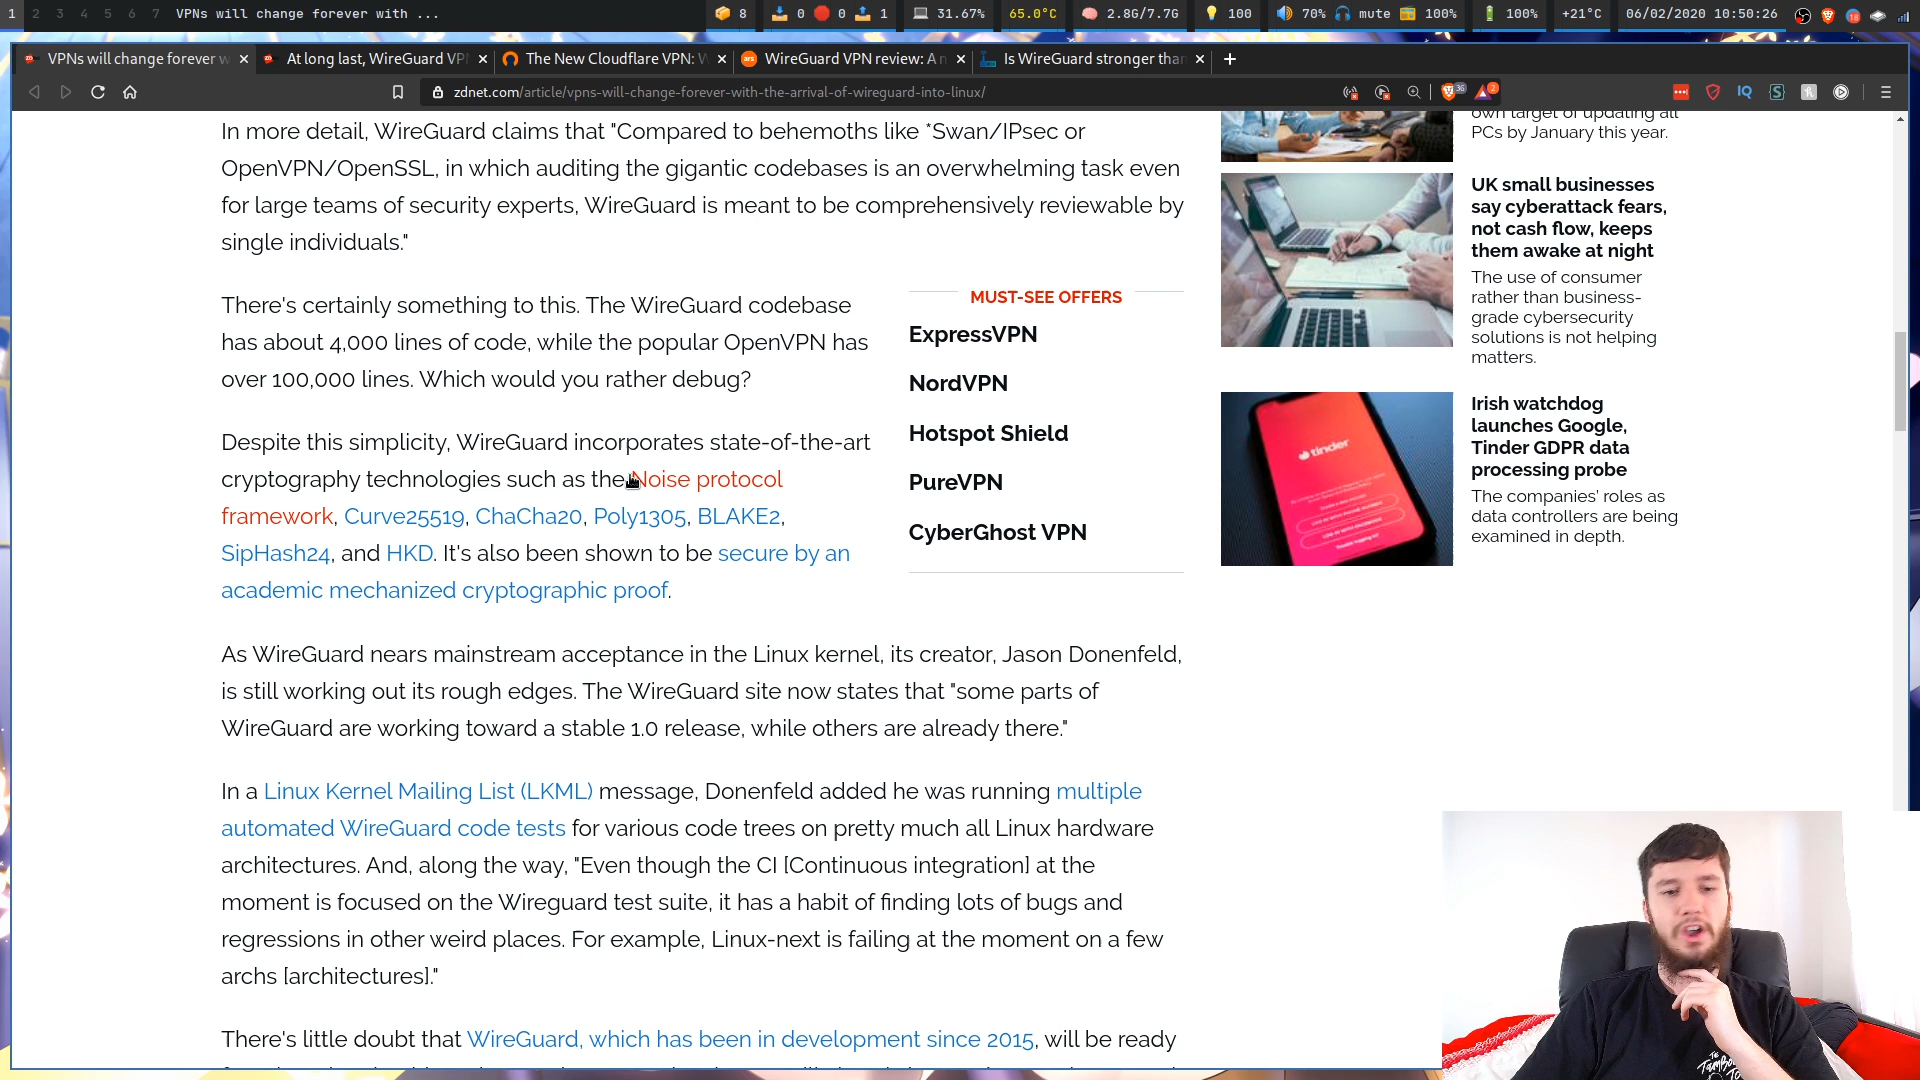 1 2 3 4 5 6 7 VPNs will change forever with ... 8 0 0 1 31.67% 65.0°C 2.8G/7.7G 100 70% mute 100% 100% +21°C 06/02/2020 10:50:26
VPNs will change forever w × At long last, WireGuard VP × The New Cloudflare VPN: W × ars WireGuard VPN review: A n × Is WireGuard stronger than × +
zdnet.com/article/vpns-will-change-forever-with-the-arrival-of-wireguard-into-linux/ 36 2 IQ
In more detail, WireGuard claims that "Compared to behemoths like *Swan/IPsec or
OpenVPN/OpenSSL, in which auditing the gigantic codebases is an overwhelming task even
for large teams of security experts, WireGuard is meant to be comprehensively reviewable by
single individuals."
There's certainly something to this. The WireGuard codebase
has about 4,000 lines of code, while the popular OpenVPN has
over 100,000 lines. Which would you rather debug?
Despite this simplicity, WireGuard incorporates state-of-the-art
cryptography technologies such as the Noise protocol
framework, Curve25519, ChaCha20, Poly1305, BLAKE2,
SipHash24, and HKD. It's also been shown to be secure by an
academic mechanized cryptographic proof.
MUST-SEE OFFERS
ExpressVPN
NordVPN
Hotspot Shield
PureVPN
CyberGhost VPN
As WireGuard nears mainstream acceptance in the Linux kernel, its creator, Jason Donenfeld,
is still working out its rough edges. The WireGuard site now states that "some parts of
WireGuard are working toward a stable 1.0 release, while others are already there."
In a Linux Kernel Mailing List (LKML) message, Donenfeld added he was running multiple
automated WireGuard code tests for various code trees on pretty much all Linux hardware
architectures. And, along the way, "Even though the CI [Continuous integration] at the
moment is focused on the Wireguard test suite, it has a habit of finding lots of bugs and
regressions in other weird places. For example, Linux-next is failing at the moment on a few
archs [architectures]."
There's little doubt that WireGuard, which has been in development since 2015, will be ready
own target of updating all
PCs by January this year.
UK small businesses
say cyberattack fears,
not cash flow, keeps
them awake at night
The use of consumer
rather than business-
grade cybersecurity
solutions is not helping
matters.
tinder
Irish watchdog
launches Google,
Tinder GDPR data
processing probe
The companies' roles as
data controllers are being
examined in depth.